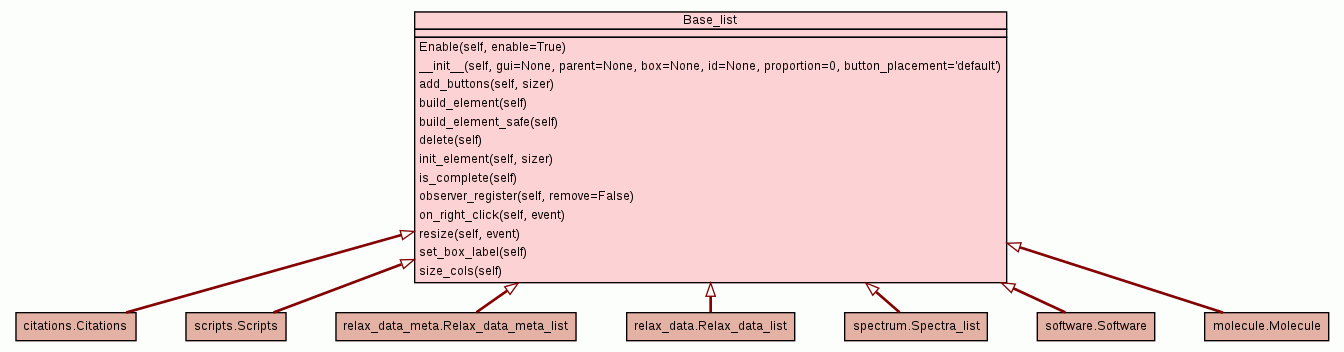 Base_list
Enable(self, enable=True)
__init__(self, gui=None, parent=None, box=None, id=None, proportion=0, button_placement='default')
add_buttons(self, sizer)
build_element(self)
build_element_safe(self)
delete(self)
init_element(self, sizer)
is_complete(self)
observer_register(self, remove=False)
on_right_click(self, event)
resize(self, event)
set_box_label(self)
size_cols(self)
citations.Citations
scripts.Scripts
relax_data_meta.Relax_data_meta_list
relax_data.Relax_data_list
spectrum.Spectra_list
software.Software
molecule.Molecule